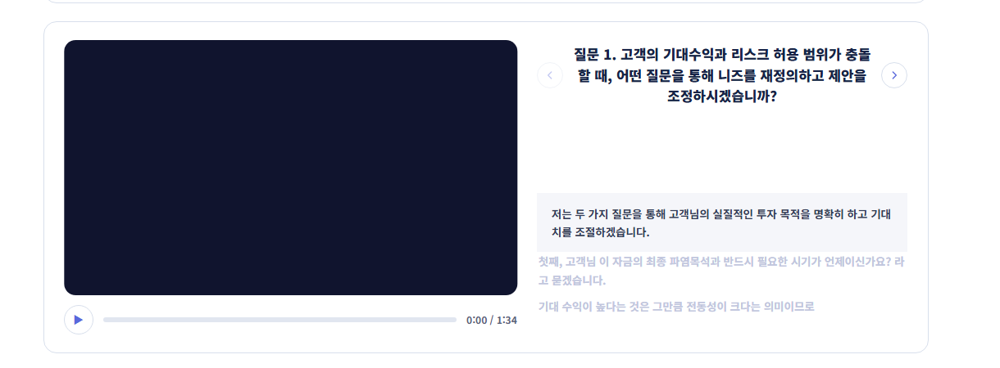 질문 1. 고객의 기대수익과 리스크 허용 범위가 충돌
할 때, 어떤 질문을 통해 니즈를 재정의하고 제안을
조정하시겠습니까?
저는 두 가지 질문을 통해 고객님의 실질적인 투자 목적을 명확히 하고 기대
치를 조절하겠습니다.
첫째, 고객님 이 자금의 최종 파염목석과 반드시 필요한 시기가 언제이신가요? 라
고 묻겠습니다.
기대 수익이 높다는 것은 그만큼 전동성이 크다는 의미이므로
0:00 / 1:34